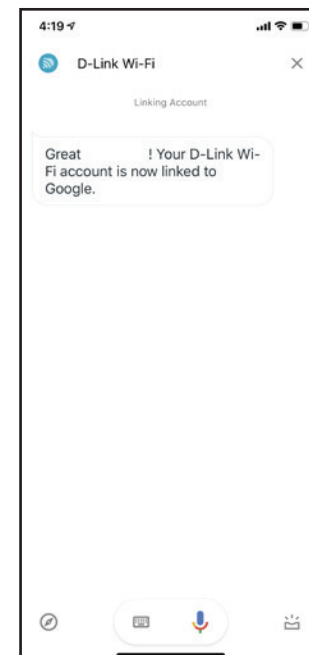 4:19
D-Link Wi-Fi
Linking Account
Great ! Your D-Link Wi-
Fi account is now linked to
Google.